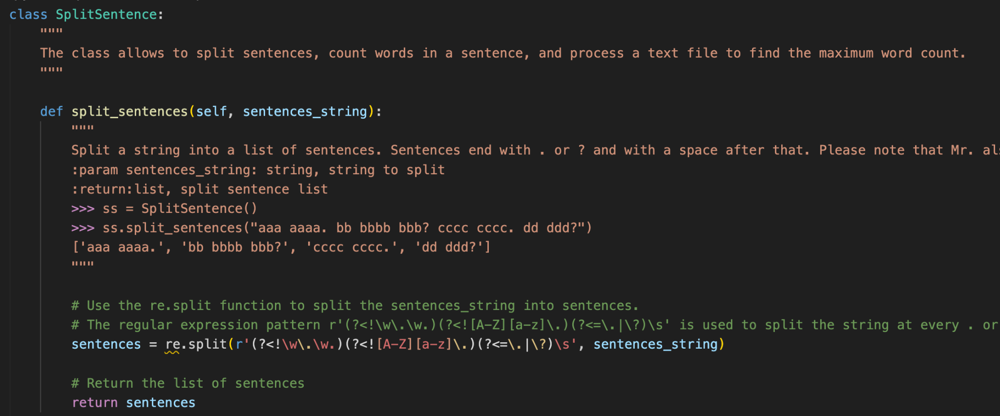 class SplitSentence:
    """
    The class allows to split sentences, count words in a sentence, and process a text file to find the maximum word count.
    """

    def split_sentences(self, sentences_string):
        """
        Split a string into a list of sentences. Sentences end with . or ? and with a space after that. Please note that Mr.
        :param sentences_string: string, string to split
        :return:list, split sentence list
        >>> ss = SplitSentence()
        >>> ss.split_sentences("aaa aaaa. bb bbbb bbb? cccc cccc. dd ddd?")
        ['aaa aaaa.', 'bb bbbb bbb?', 'cccc cccc.', 'dd ddd?']
        """

        # Use the re.split function to split the sentences_string into sentences.
        # The regular expression pattern r'(?<!\w\.\w.)(?<![A-Z][a-z]\.)(?<=\.|\?)\s' is used to split the string at every . or
        sentences = re.split(r'(?<!\w\.\w.)(?<![A-Z][a-z]\.)(?<=\.|\?)\s', sentences_string)

        # Return the list of sentences
        return sentences